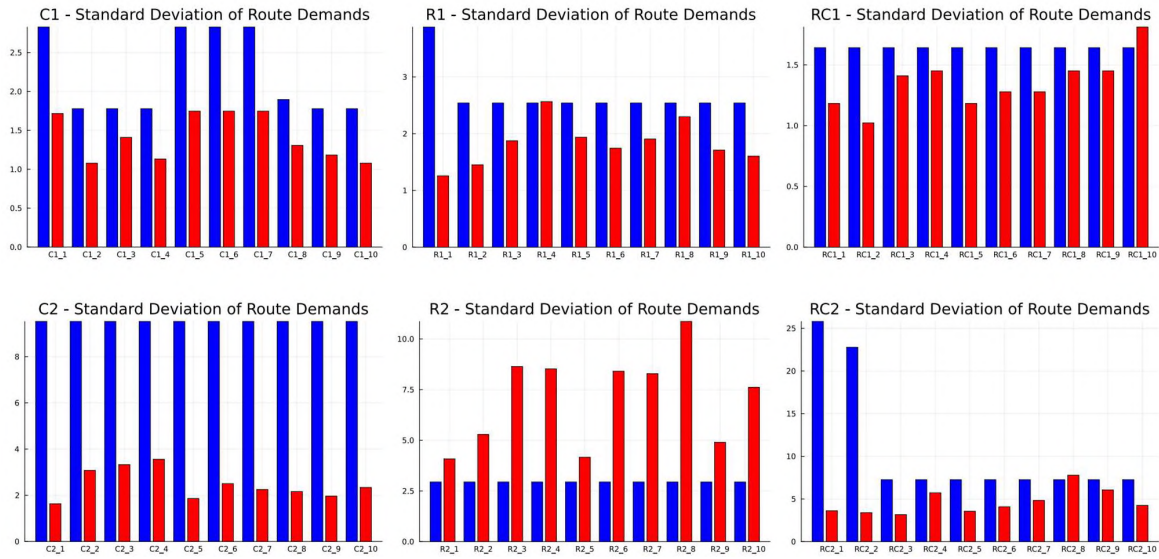 C1 - Standard Deviation of Route Demands
2.5
2.0
1.5
1.0
0.5
0.0
C1_1 C1_2 C1_3 C1_4 C1_5 C1_6 C1_7 C1_8 C1_9 C1_10
R1 - Standard Deviation of Route Demands
3
2
1
0
R1_1 R1_2 R1_3 R1_4 R1_5 R1_6 R1_7 R1_8 R1_9 R1_10
RC1 - Standard Deviation of Route Demands
1.5
1.0
0.5
0.0
RC1_1 RC1_2 RC1_3 RC1_4 RC1_5 RC1_6 RC1_7 RC1_8 RC1_9 RC1_10
C2 - Standard Deviation of Route Demands
8
6
4
2
0
C2_1 C2_2 C2_3 C2_4 C2_5 C2_6 C2_7 C2_8 C2_9 C2_10
R2 - Standard Deviation of Route Demands
10.0
7.5
5.0
2.5
0.0
R2_1 R2_2 R2_3 R2_4 R2_5 R2_6 R2_7 R2_8 R2_9 R2_10
RC2 - Standard Deviation of Route Demands
25
20
15
10
5
0
RC2_1 RC2_2 RC2_3 RC2_4 RC2_5 RC2_6 RC2_7 RC2_8 RC2_9 RC2_10